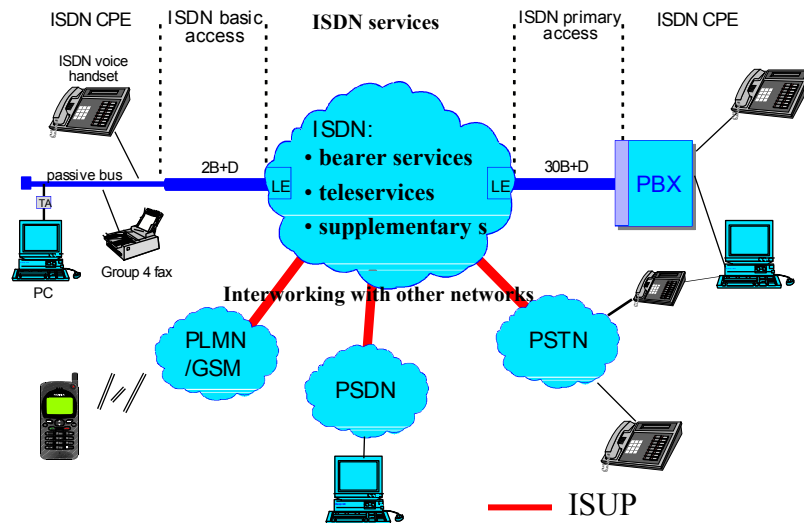 ISDN CPE
ISDN basic
access
ISDN services
ISDN primary
access
ISDN CPE
ISDN voice
handset
ISDN:
• bearer services
• teleservices
• supplementary s
passive bus
2B+D
LE
LE
30B+D
PBX
TA
PC
Group 4 fax
Interworking with other networks
PLMN
/GSM
PSDN
PSTN
ISUP